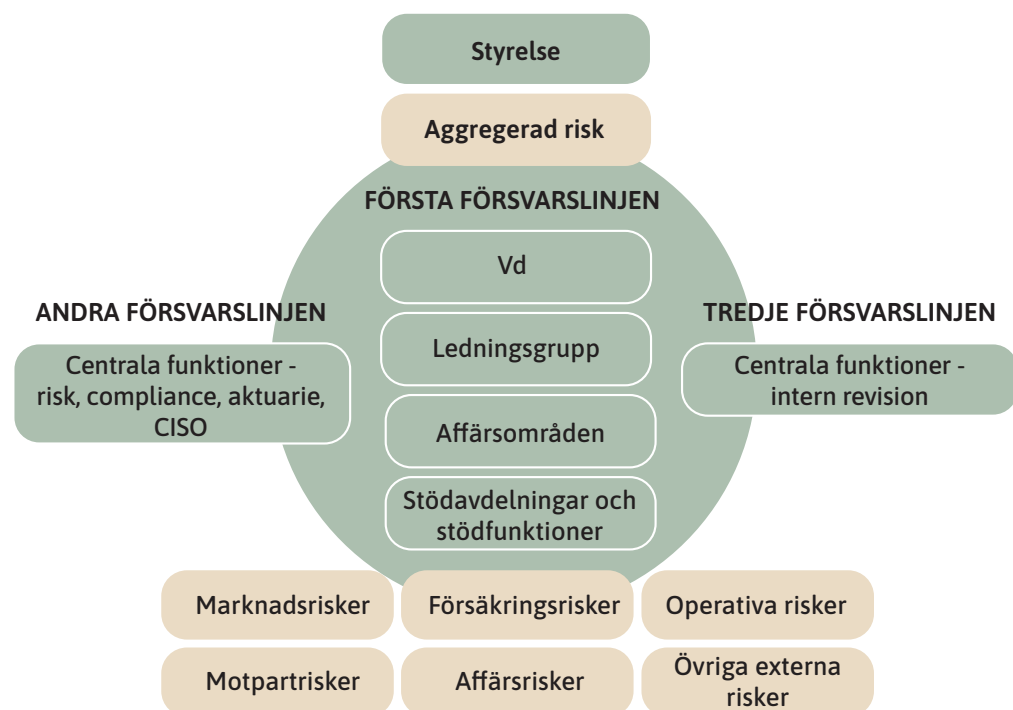 Styrelse
Aggregerad risk
FÖRSTA FÖRSVARSLINJEN
Vd
Ledningsgrupp
Affärsområden
Stödavdelningar och
stödfunktioner
ANDRA FÖRSVARSLINJEN
Centrala funktioner -
risk, compliance, aktuarie,
CISO
TREDJE FÖRSVARSLINJEN
Centrala funktioner -
intern revision
Marknadsrisker
Försäkringsrisker
Operativa risker
Motpartrisker
Affärsrisker
Övriga externa
risker